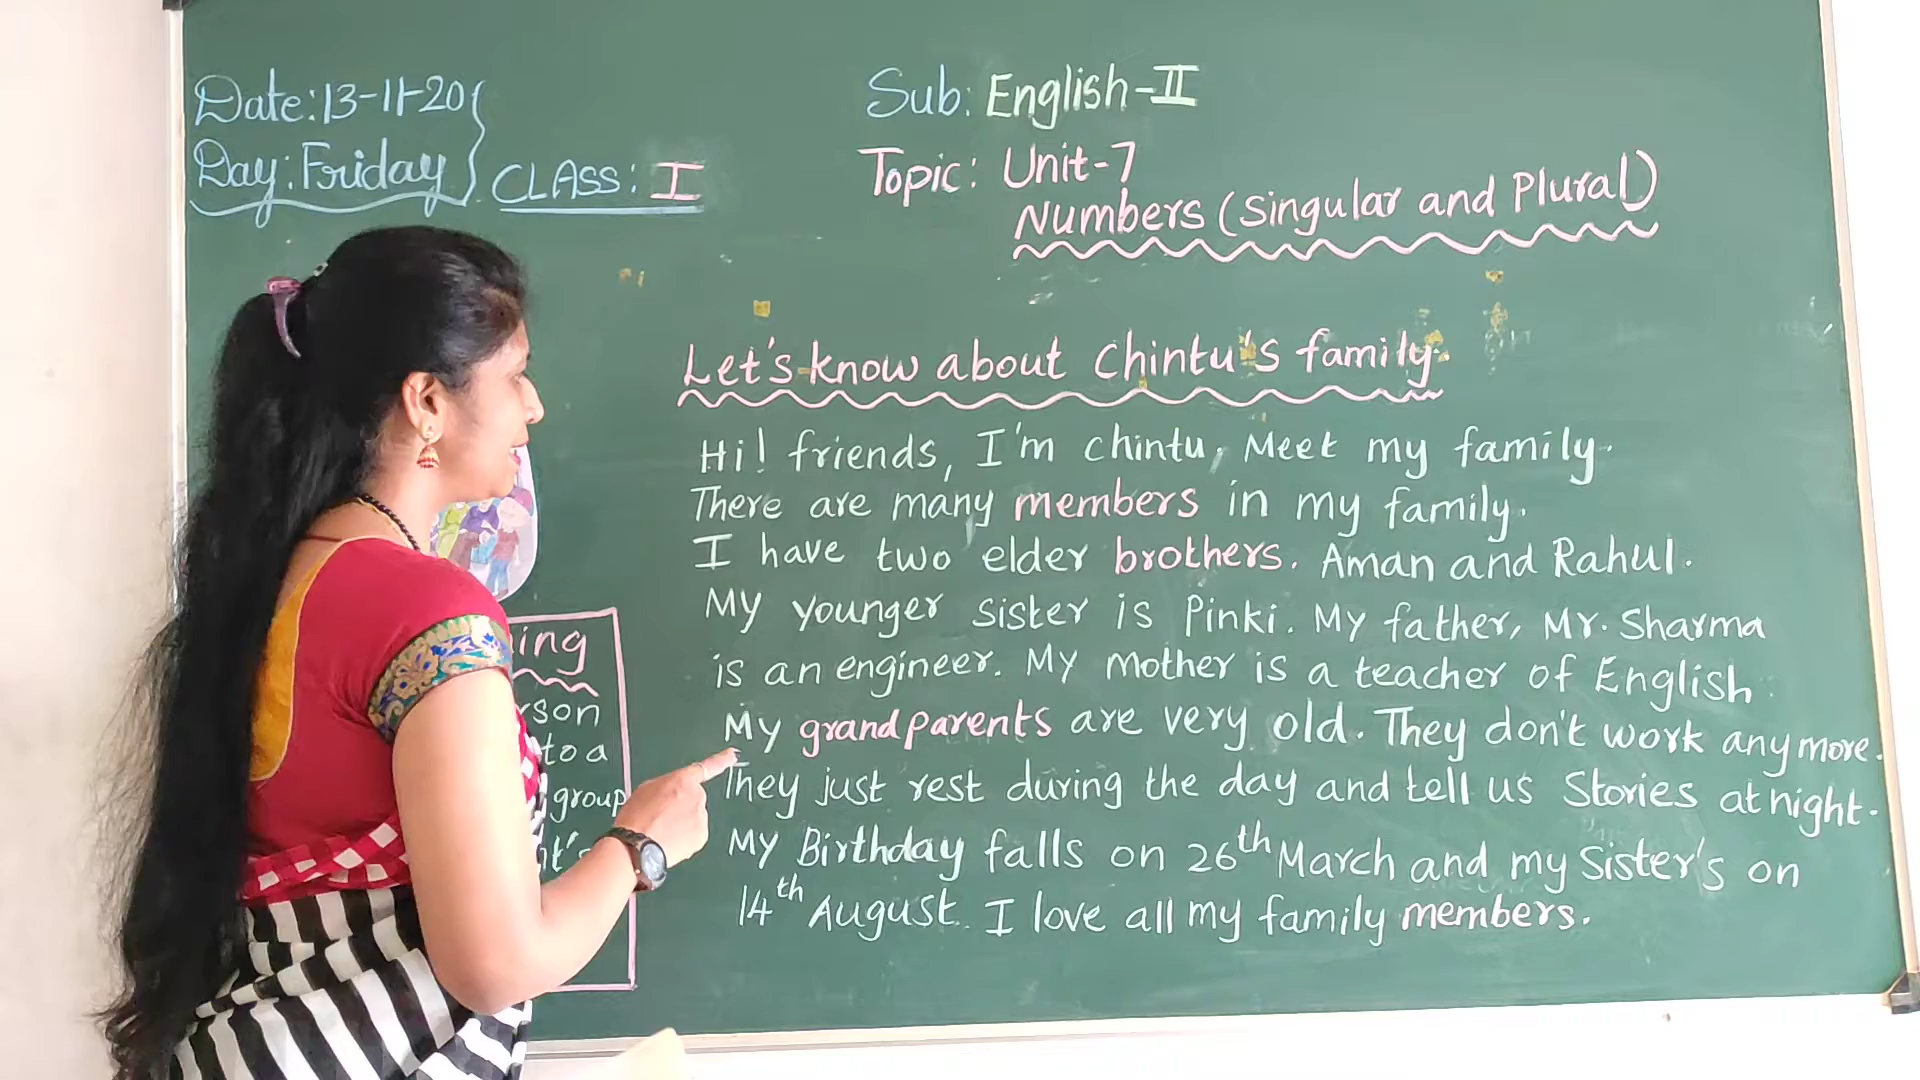 Date: 13-11-20
Day: Friday
CLASS: I
Sub: English-II
Topic: Unit-7
Numbers (Singular and Plural)
Let's know about Chintu's family.
Hi! friends, I'm chintu, Meet my family.
There are many members in my family.
I have two elder brothers. Aman and Rahul.
My younger sister is Pinki. My father, Mr. Sharma
is an engineer. My Mother is a teacher of English.
My grandparents are very old. They don't work any more.
They just rest during the day and tell us Stories at night.
My Birthday falls on 26th March and my Sister's on
14th August. I love all my family members.
ing
rson
to a
group
it's